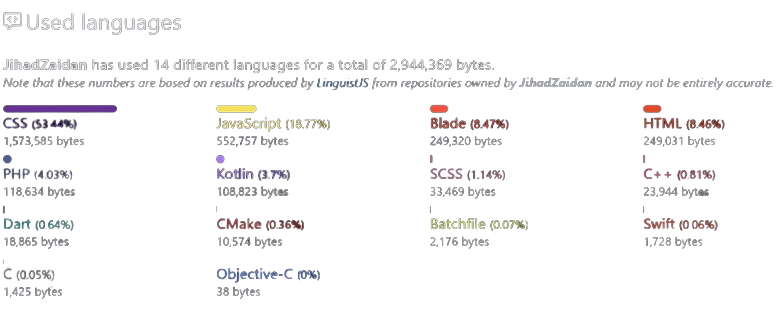 Used languages
JihadZaidan has used 14 different languages for a total of 2,944,369 bytes.
Note that these numbers are based on results produced by LinguistJS from repositories owned by JihadZaidan and may not be entirely accurate.
CSS (53.44%) JavaScript (18.77%) Blade (8.47%) HTML (8.46%)
1,573,585 bytes 552,757 bytes 249,320 bytes 249,031 bytes
PHP (4.03%) Kotlin (3.7%) SCSS (1.14%) C++ (0.81%)
118,634 bytes 108,823 bytes 33,469 bytes 23,944 bytes
Dart (0.64%) CMake (0.36%) Batchfile (0.07%) Swift (0.06%)
18,865 bytes 10,574 bytes 2,176 bytes 1,728 bytes
C (0.05%) Objective-C (0%)
1,425 bytes 38 bytes